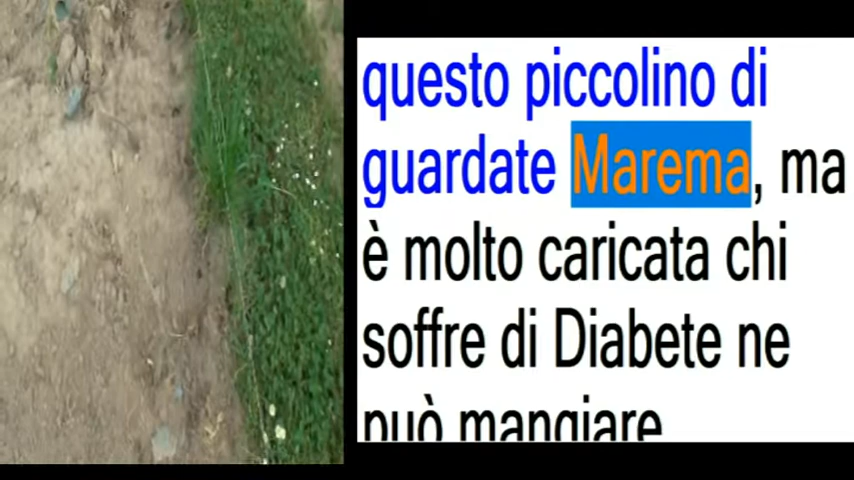 questo piccolino di
guardate Marema, ma
è molto caricata chi
soffre di Diabete ne
può mangiare